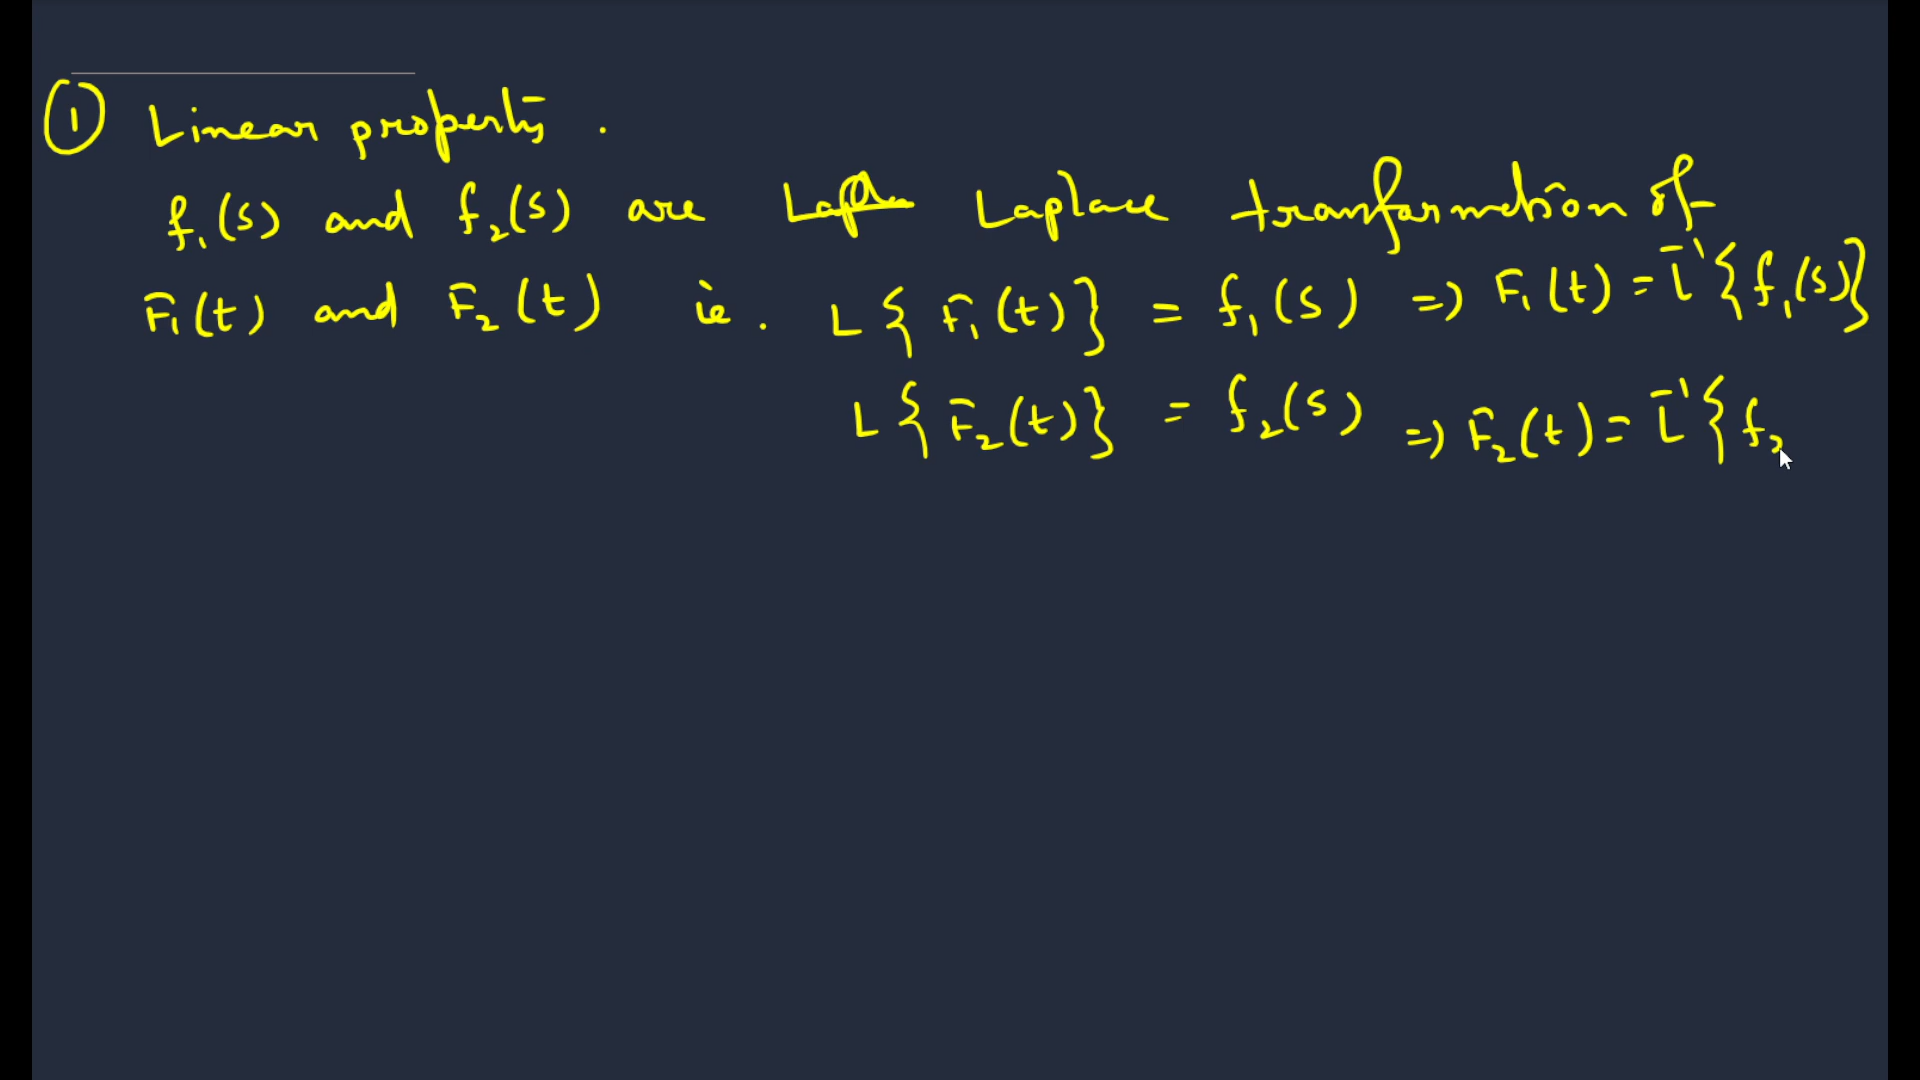 ① Linear property.
f₁(s) and f₂(s) are Laplace transformation of
F₁(t) and F₂(t) ie. L{F₁(t)} = f₁(s) => F₁(t) = L⁻¹{f₁(s)}
L{F₂(t)} = f₂(s) => F₂(t) = L⁻¹{f₂